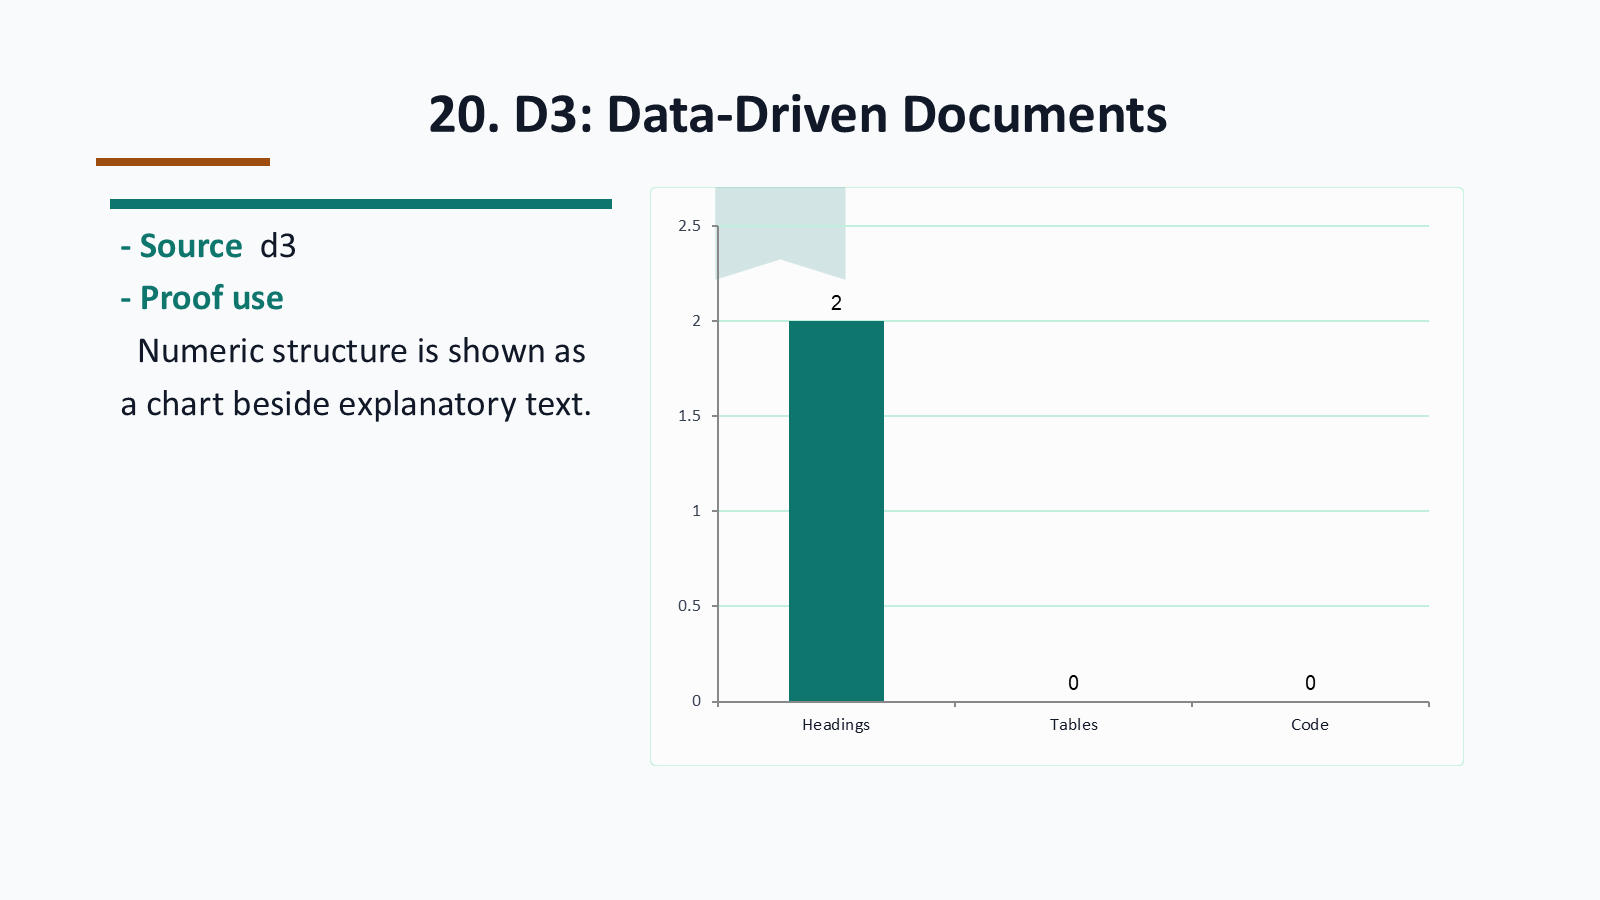 20. D3: Data-Driven Documents
- Source d3
- Proof use
Numeric structure is shown as
a chart beside explanatory text.
2.5
2
1.5
1
0.5
0
2
0
0
Headings
Tables
Code